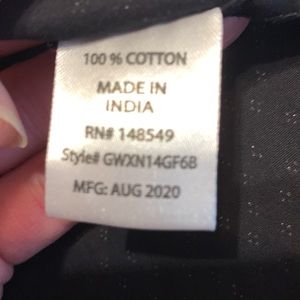 100 % COTTON
MADE IN
INDIA
RN# 148549
Style# GWXN14GF6B
MFG: AUG 2020